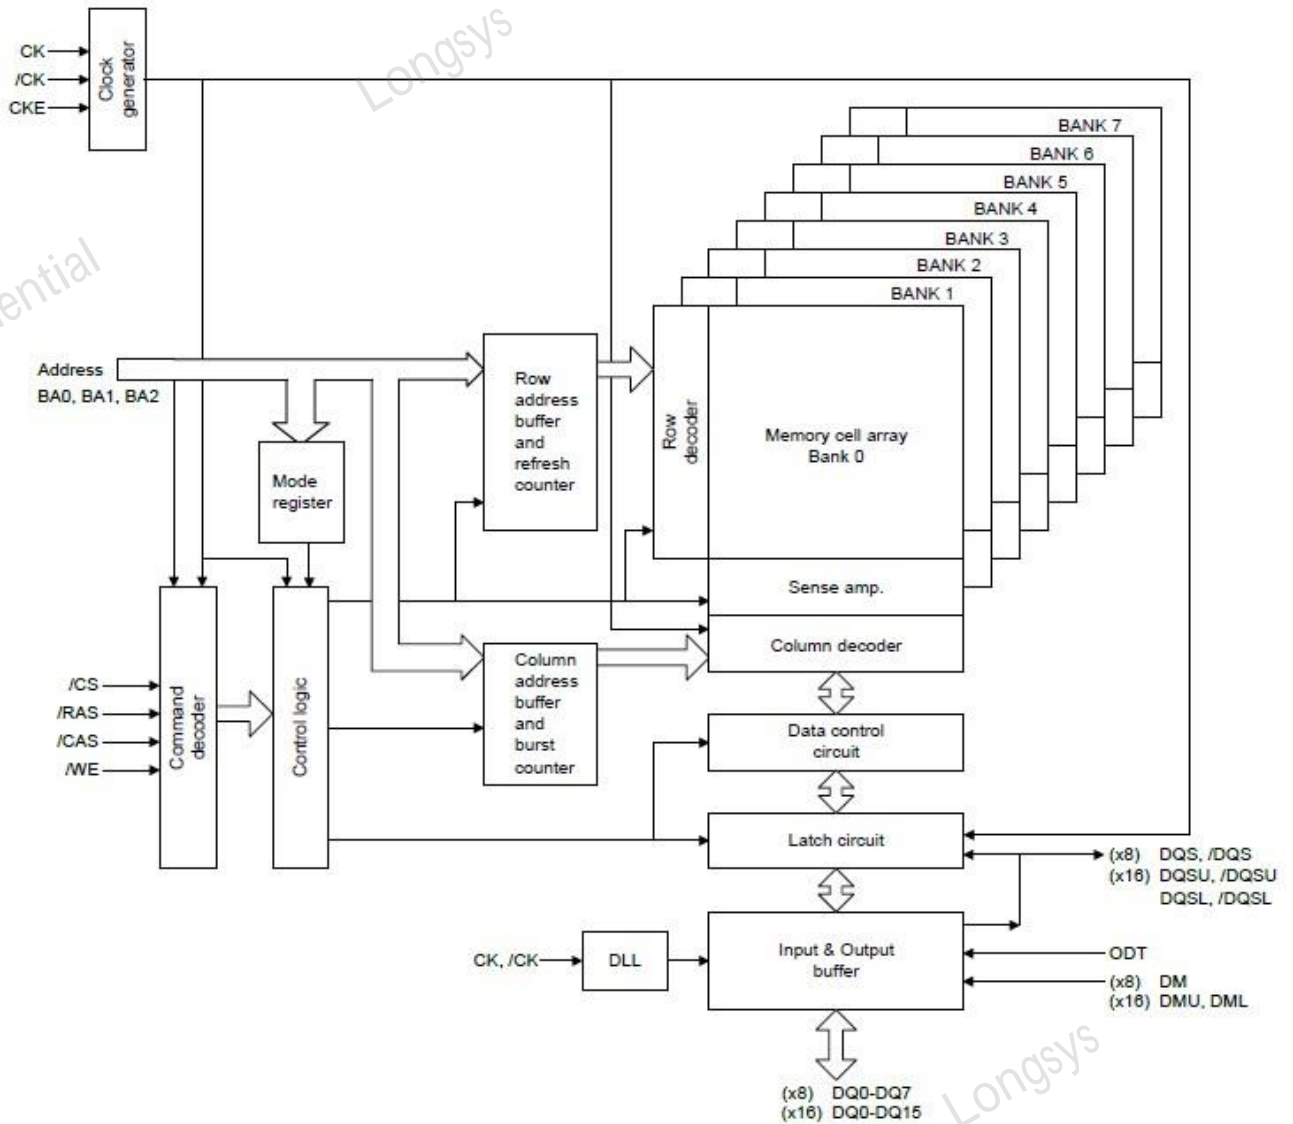 Longsys
CK
/CK
CKE
Clock
generator
BANK 7
BANK 6
BANK 5
BANK 4
BANK 3
BANK 2
BANK 1
ential
Address
BA0, BA1, BA2
Row
address
buffer
and
refresh
counter
Row
decoder
Memory cell array
Bank 0
Mode
register
Sense amp.
Column decoder
Column
address
buffer
and
burst
counter
/CS
/RAS
/CAS
/WE
Command
decoder
Control logic
Data control
circuit
Latch circuit
(x8) DQS, /DQS
(x16) DQSU, /DQSU
DQSL, /DQSL
CK, /CK
DLL
Input & Output
buffer
ODT
(x8) DM
(x16) DMU, DML
Longsys
(x8) DQ0-DQ7
(x16) DQ0-DQ15